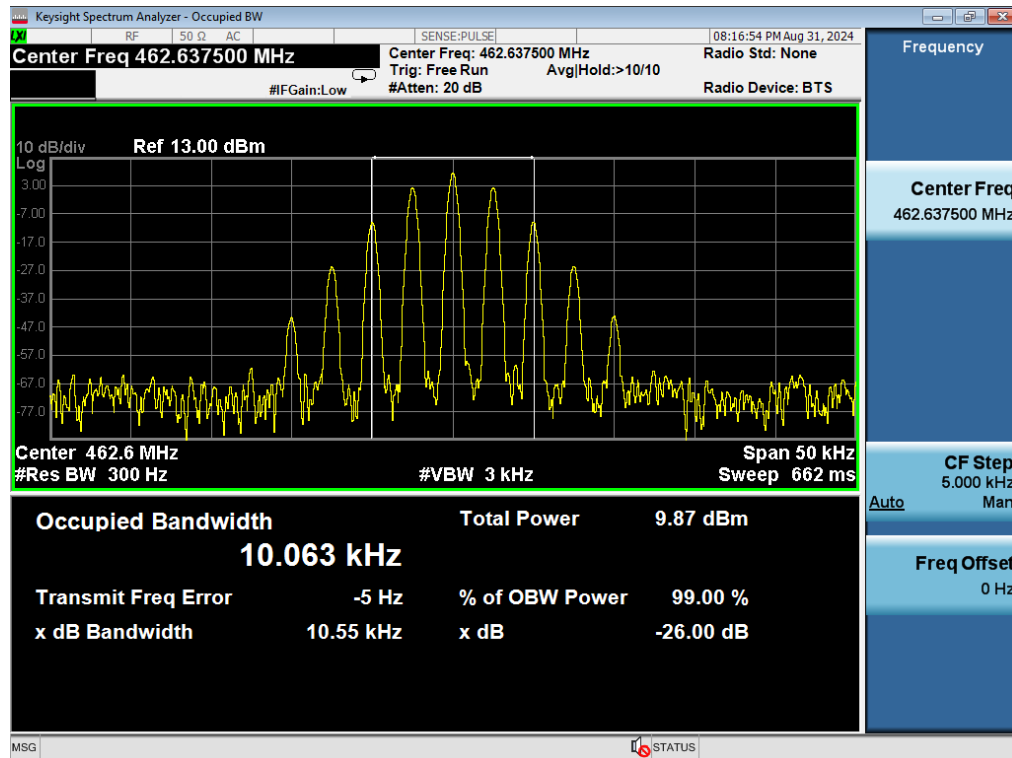 Keysight Spectrum Analyzer - Occupied BW
LXI RF 50 Ω AC SENSE:PULSE 08:16:54 PM Aug 31, 2024
Center Freq 462.637500 MHz
Center Freq: 462.637500 MHz Radio Std: None
Trig: Free Run Avg|Hold:>10/10
#IFGain:Low #Atten: 20 dB Radio Device: BTS
10 dB/div Ref 13.00 dBm
Log
3.00
-7.00
-17.0
-27.0
-37.0
-47.0
-57.0
-67.0
-77.0
Center 462.6 MHz Span 50 kHz
#Res BW 300 Hz #VBW 3 kHz Sweep 662 ms
Occupied Bandwidth Total Power 9.87 dBm
10.063 kHz
Transmit Freq Error -5 Hz % of OBW Power 99.00 %
x dB Bandwidth 10.55 kHz x dB -26.00 dB
MSG STATUS
Frequency
Center Freq
462.637500 MHz
CF Step
5.000 kHz
Auto Man
Freq Offset
0 Hz